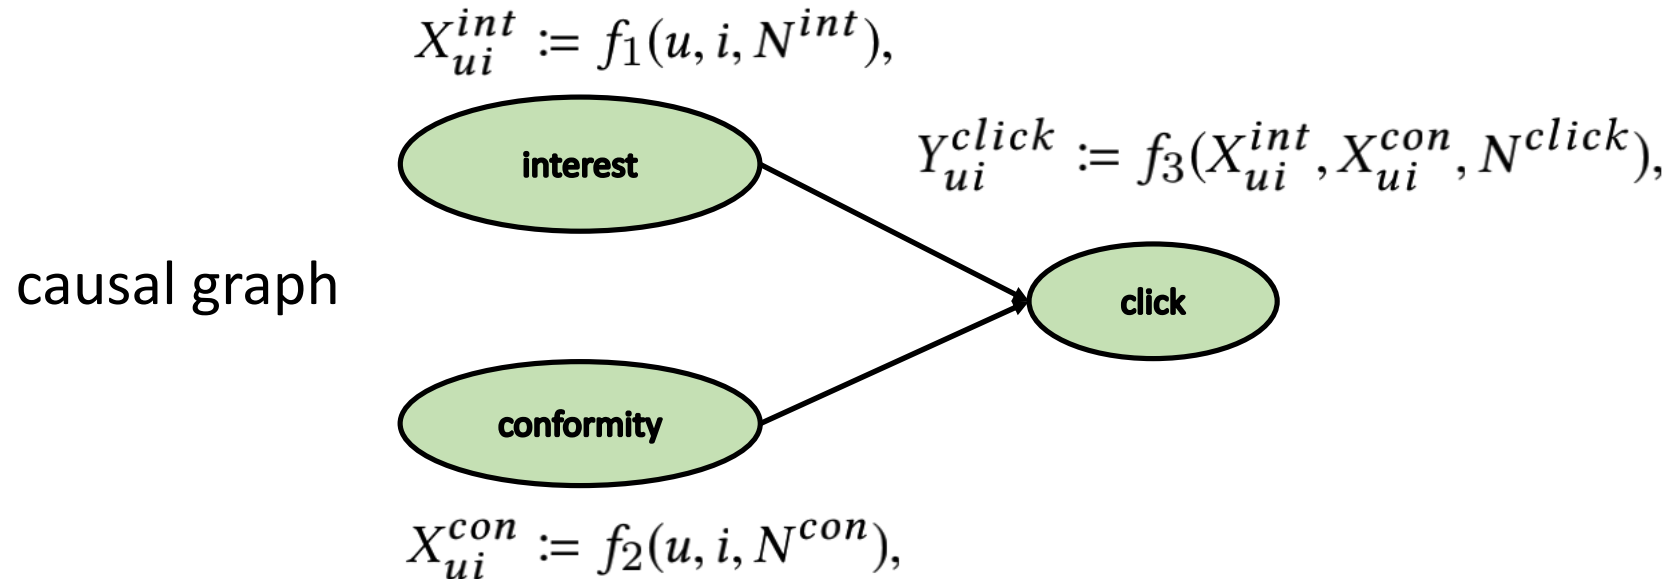 $X_{ui}^{int} := f_1(u, i, N^{int}),$
interest
$Y_{ui}^{click} := f_3(X_{ui}^{int}, X_{ui}^{con}, N^{click}),$
causal graph
click
conformity
$X_{ui}^{con} := f_2(u, i, N^{con}),$